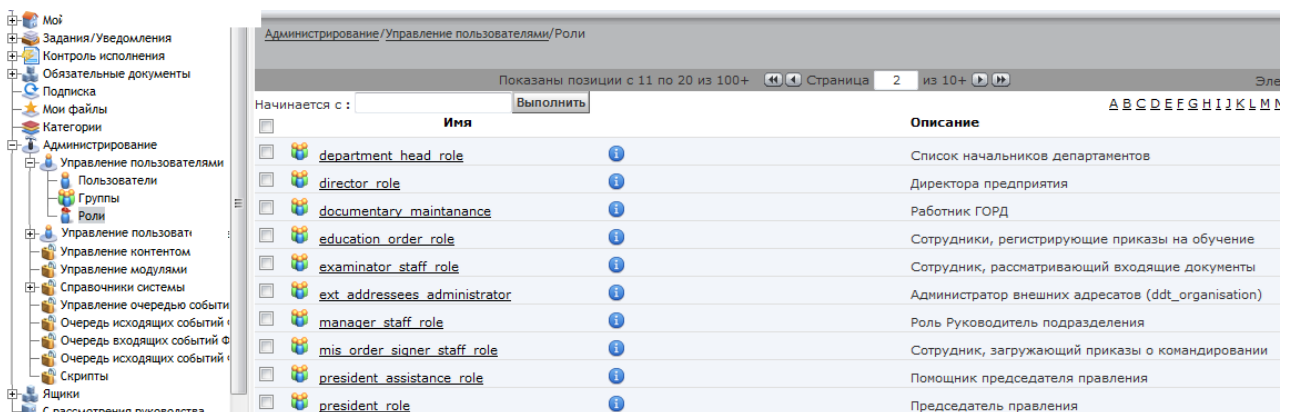 Мой
Задания/Уведомления
Контроль исполнения
Обязательные документы
Подписка
Мои файлы
Категории
Администрирование
Управление пользователями
Пользователи
Группы
Роли
Управление пользоват
Управление контентом
Управление модулями
Справочники системы
Управление очередью событи
Очередь исходящих событий
Очередь входящих событий Ф
Очередь исходящих событий
Скрипты
Ящики
С рассмотрения руководства
Администрирование/Управление пользователями/Роли
Показаны позиции с 11 по 20 из 100+ Страница 2 из 10+ Эле
Начинается с : Выполнить A B C D E F G H I J K L M
Имя Описание
department_head_role Список начальников департаментов
director_role Директора предприятия
documentary_maintanance Работник ГОРД
education_order_role Сотрудники, регистрирующие приказы на обучение
examinator_staff_role Сотрудник, рассматривающий входящие документы
ext_addressees_administrator Администратор внешних адресатов (ddt_organisation)
manager_staff_role Роль Руководитель подразделения
mis_order_signer_staff_role Сотрудник, загружающий приказы о командировании
president_assistance_role Помощник председателя правления
president_role Председатель правления